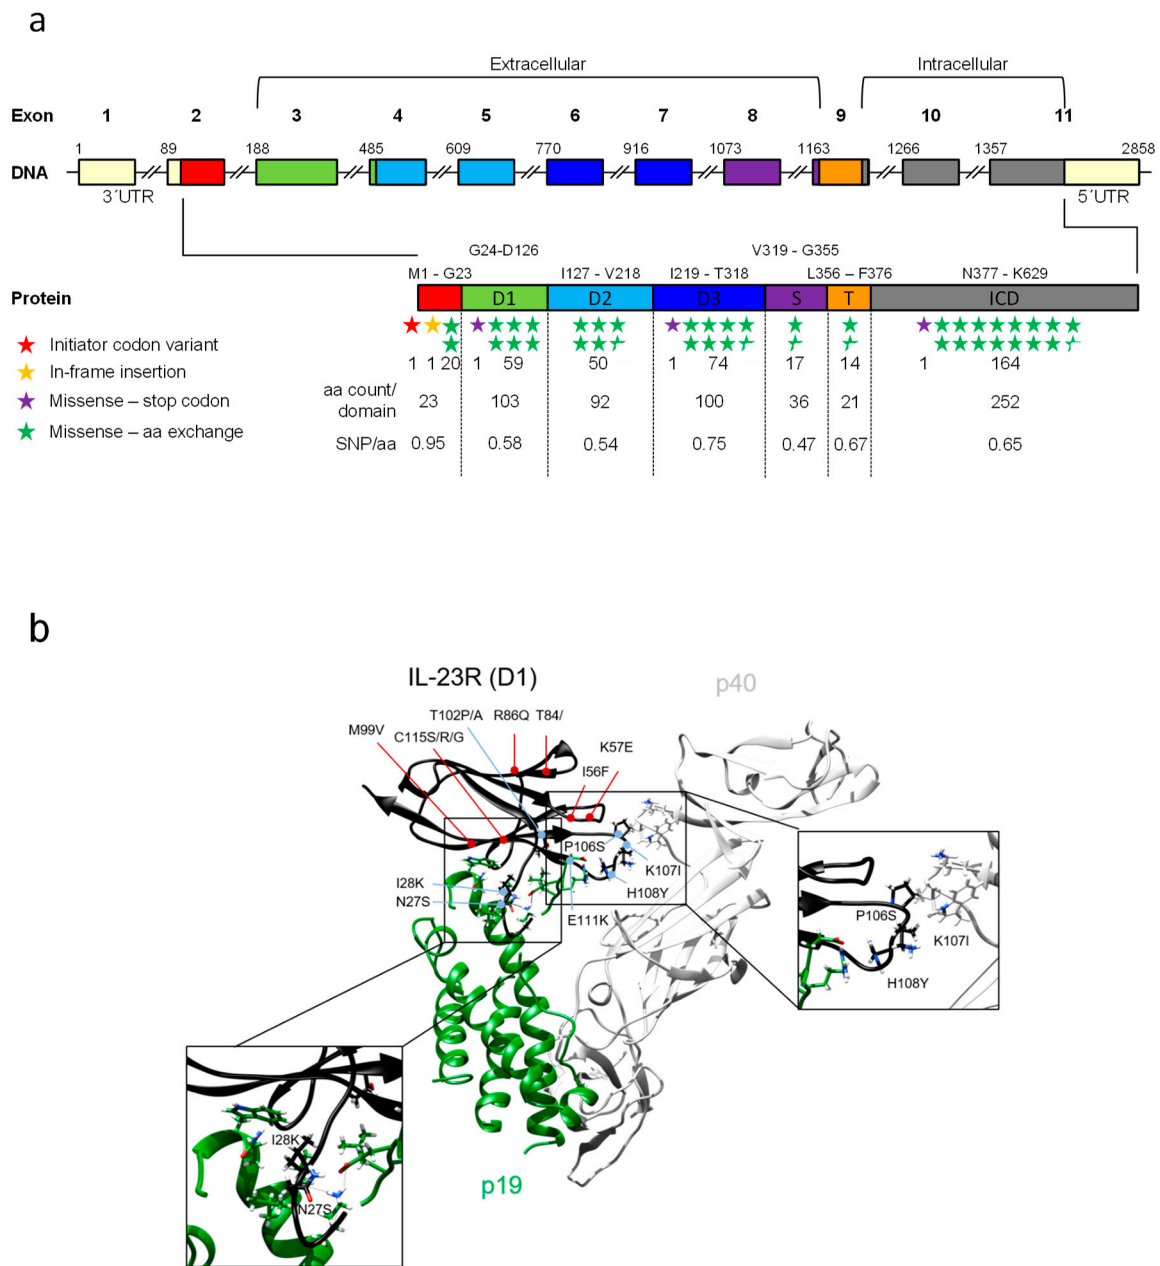 a
Extracellular
Intracellular
Exon 1 2 3 4 5 6 7 8 9 10 11
1 89 188 485 609 770 916 1073 1163 1266 1357 2858
DNA
3´UTR
5´UTR
G24-D126
V319 - G355
M1 - G23
I127 - V218
I219 - T318
L356 – F376
N377 - K629
Protein
D1 D2 D3 S T ICD
Initiator codon variant
In-frame insertion
Missense – stop codon
Missense – aa exchange
1 1 20 1 59 50 1 74 17 14 1 164
aa count/
domain
23 103 92 100 36 21 252
SNP/aa
0.95 0.58 0.54 0.75 0.47 0.67 0.65
b
IL-23R (D1)
p40
T102P/A R86Q T84/
M99V
C115S/R/G
K57E
I56F
P106S
K107I
I28K
N27S
H108Y
E111K
P106S
K107I
H108Y
I28K
N27S
p19